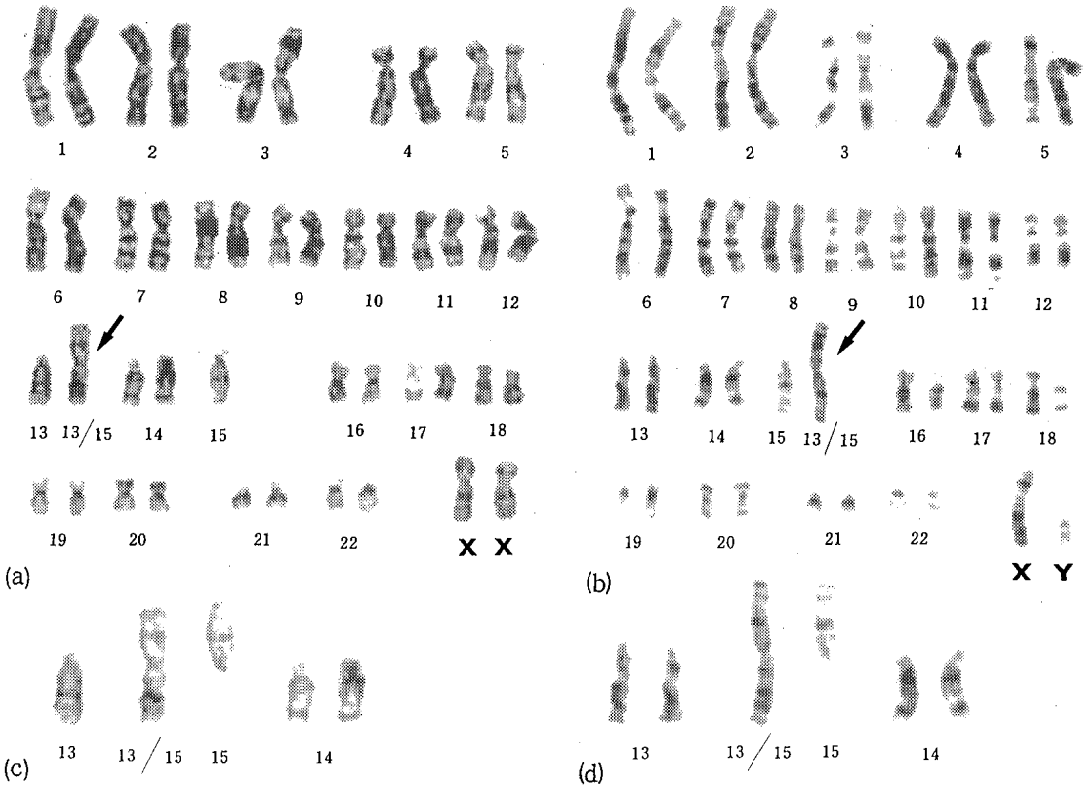 1 2 3 4 5
6 7 8 9 10 11 12
13 13/15 14 15 16 17 18
19 20 21 22 X X
(a)
1 2 3 4 5
6 7 8 9 10 11 12
13 14 15 13/15 16 17 18
19 20 21 22 X Y
(b)
13 13/15 15 14
(c)
13 13/15 15 14
(d)